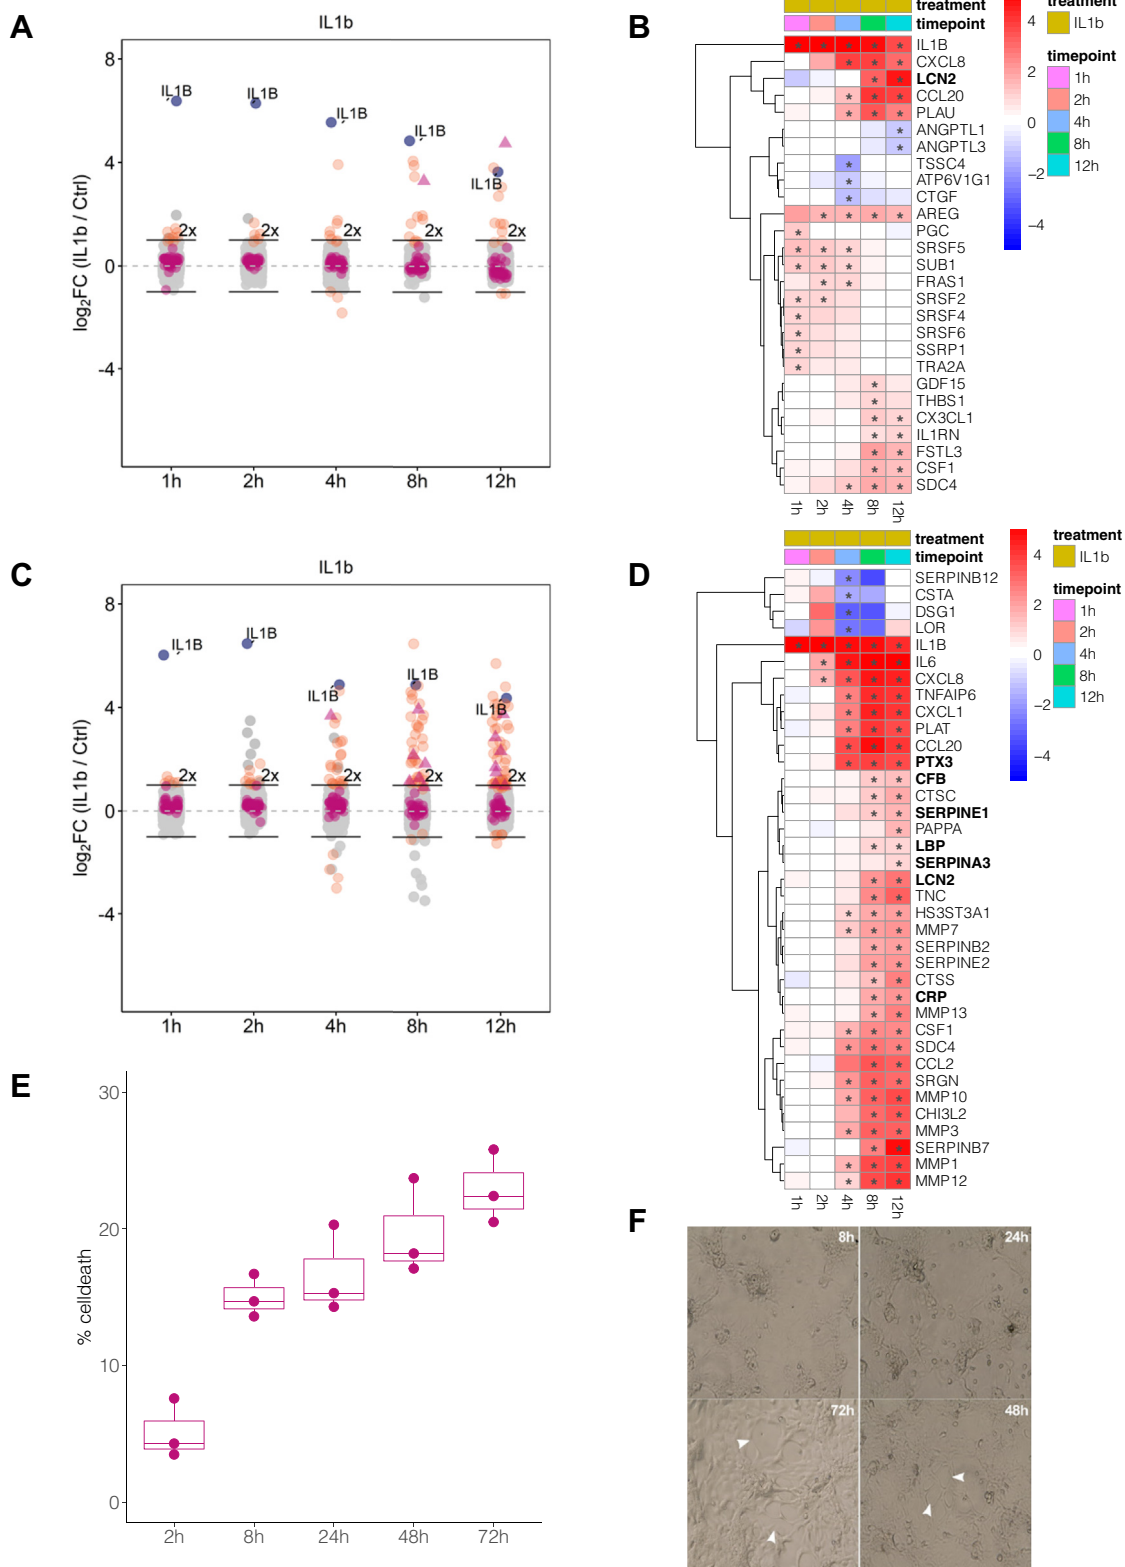 A
IL1b
log2FC (IL1b / Ctrl)
8
4
0
-4
IL1B
IL1B
IL1B
IL1B
IL1B
2x
2x
2x
2x
2x
1h
2h
4h
8h
12h
B
treatment
timepoint
IL1B
CXCL8
LCN2
CCL20
PLAU
ANGPTL1
ANGPTL3
TSSC4
ATP6V1G1
CTGF
AREG
PGC
SRSF5
SUB1
FRAS1
SRSF2
SRSF4
SRSF6
SSRP1
TRA2A
GDF15
THBS1
CX3CL1
IL1RN
FSTL3
CSF1
SDC4
1h
2h
4h
8h
12h
4
2
0
−2
−4
treatment
IL1b
timepoint
1h
2h
4h
8h
12h
C
IL1b
log2FC (IL1b / Ctrl)
8
4
0
-4
IL1B
IL1B
IL1B
IL1B
IL1B
2x
2x
2x
2x
2x
1h
2h
4h
8h
12h
D
treatment
timepoint
SERPINB12
CSTA
DSG1
LOR
IL1B
IL6
CXCL8
TNFAIP6
CXCL1
PLAT
CCL20
PTX3
CFB
CTSC
SERPINE1
PAPPA
LBP
SERPINA3
LCN2
TNC
HS3ST3A1
MMP7
SERPINB2
SERPINE2
CTSS
CRP
MMP13
CSF1
SDC4
CCL2
SRGN
MMP10
CHI3L2
MMP3
SERPINB7
MMP1
MMP12
1h
2h
4h
8h
12h
4
2
0
−2
−4
treatment
IL1b
timepoint
1h
2h
4h
8h
12h
E
% celldeath
30
20
10
0
2h
8h
24h
48h
72h
F
8h
24h
72h
48h